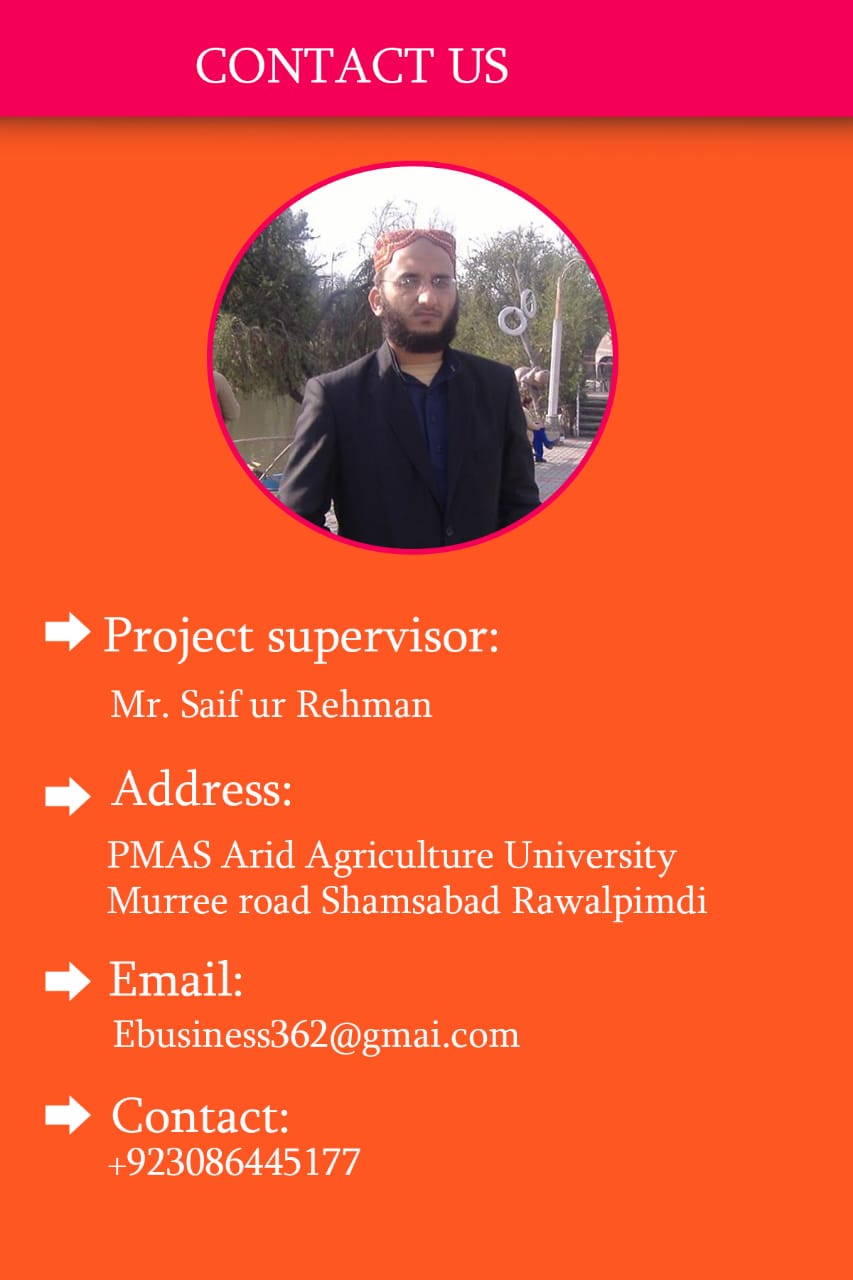 CONTACT US
Project supervisor:
Mr. Saif ur Rehman
Address:
PMAS Arid Agriculture University
Murree road Shamsabad Rawalpimdi
Email:
Ebusiness362@gmai.com
Contact:
+923086445177